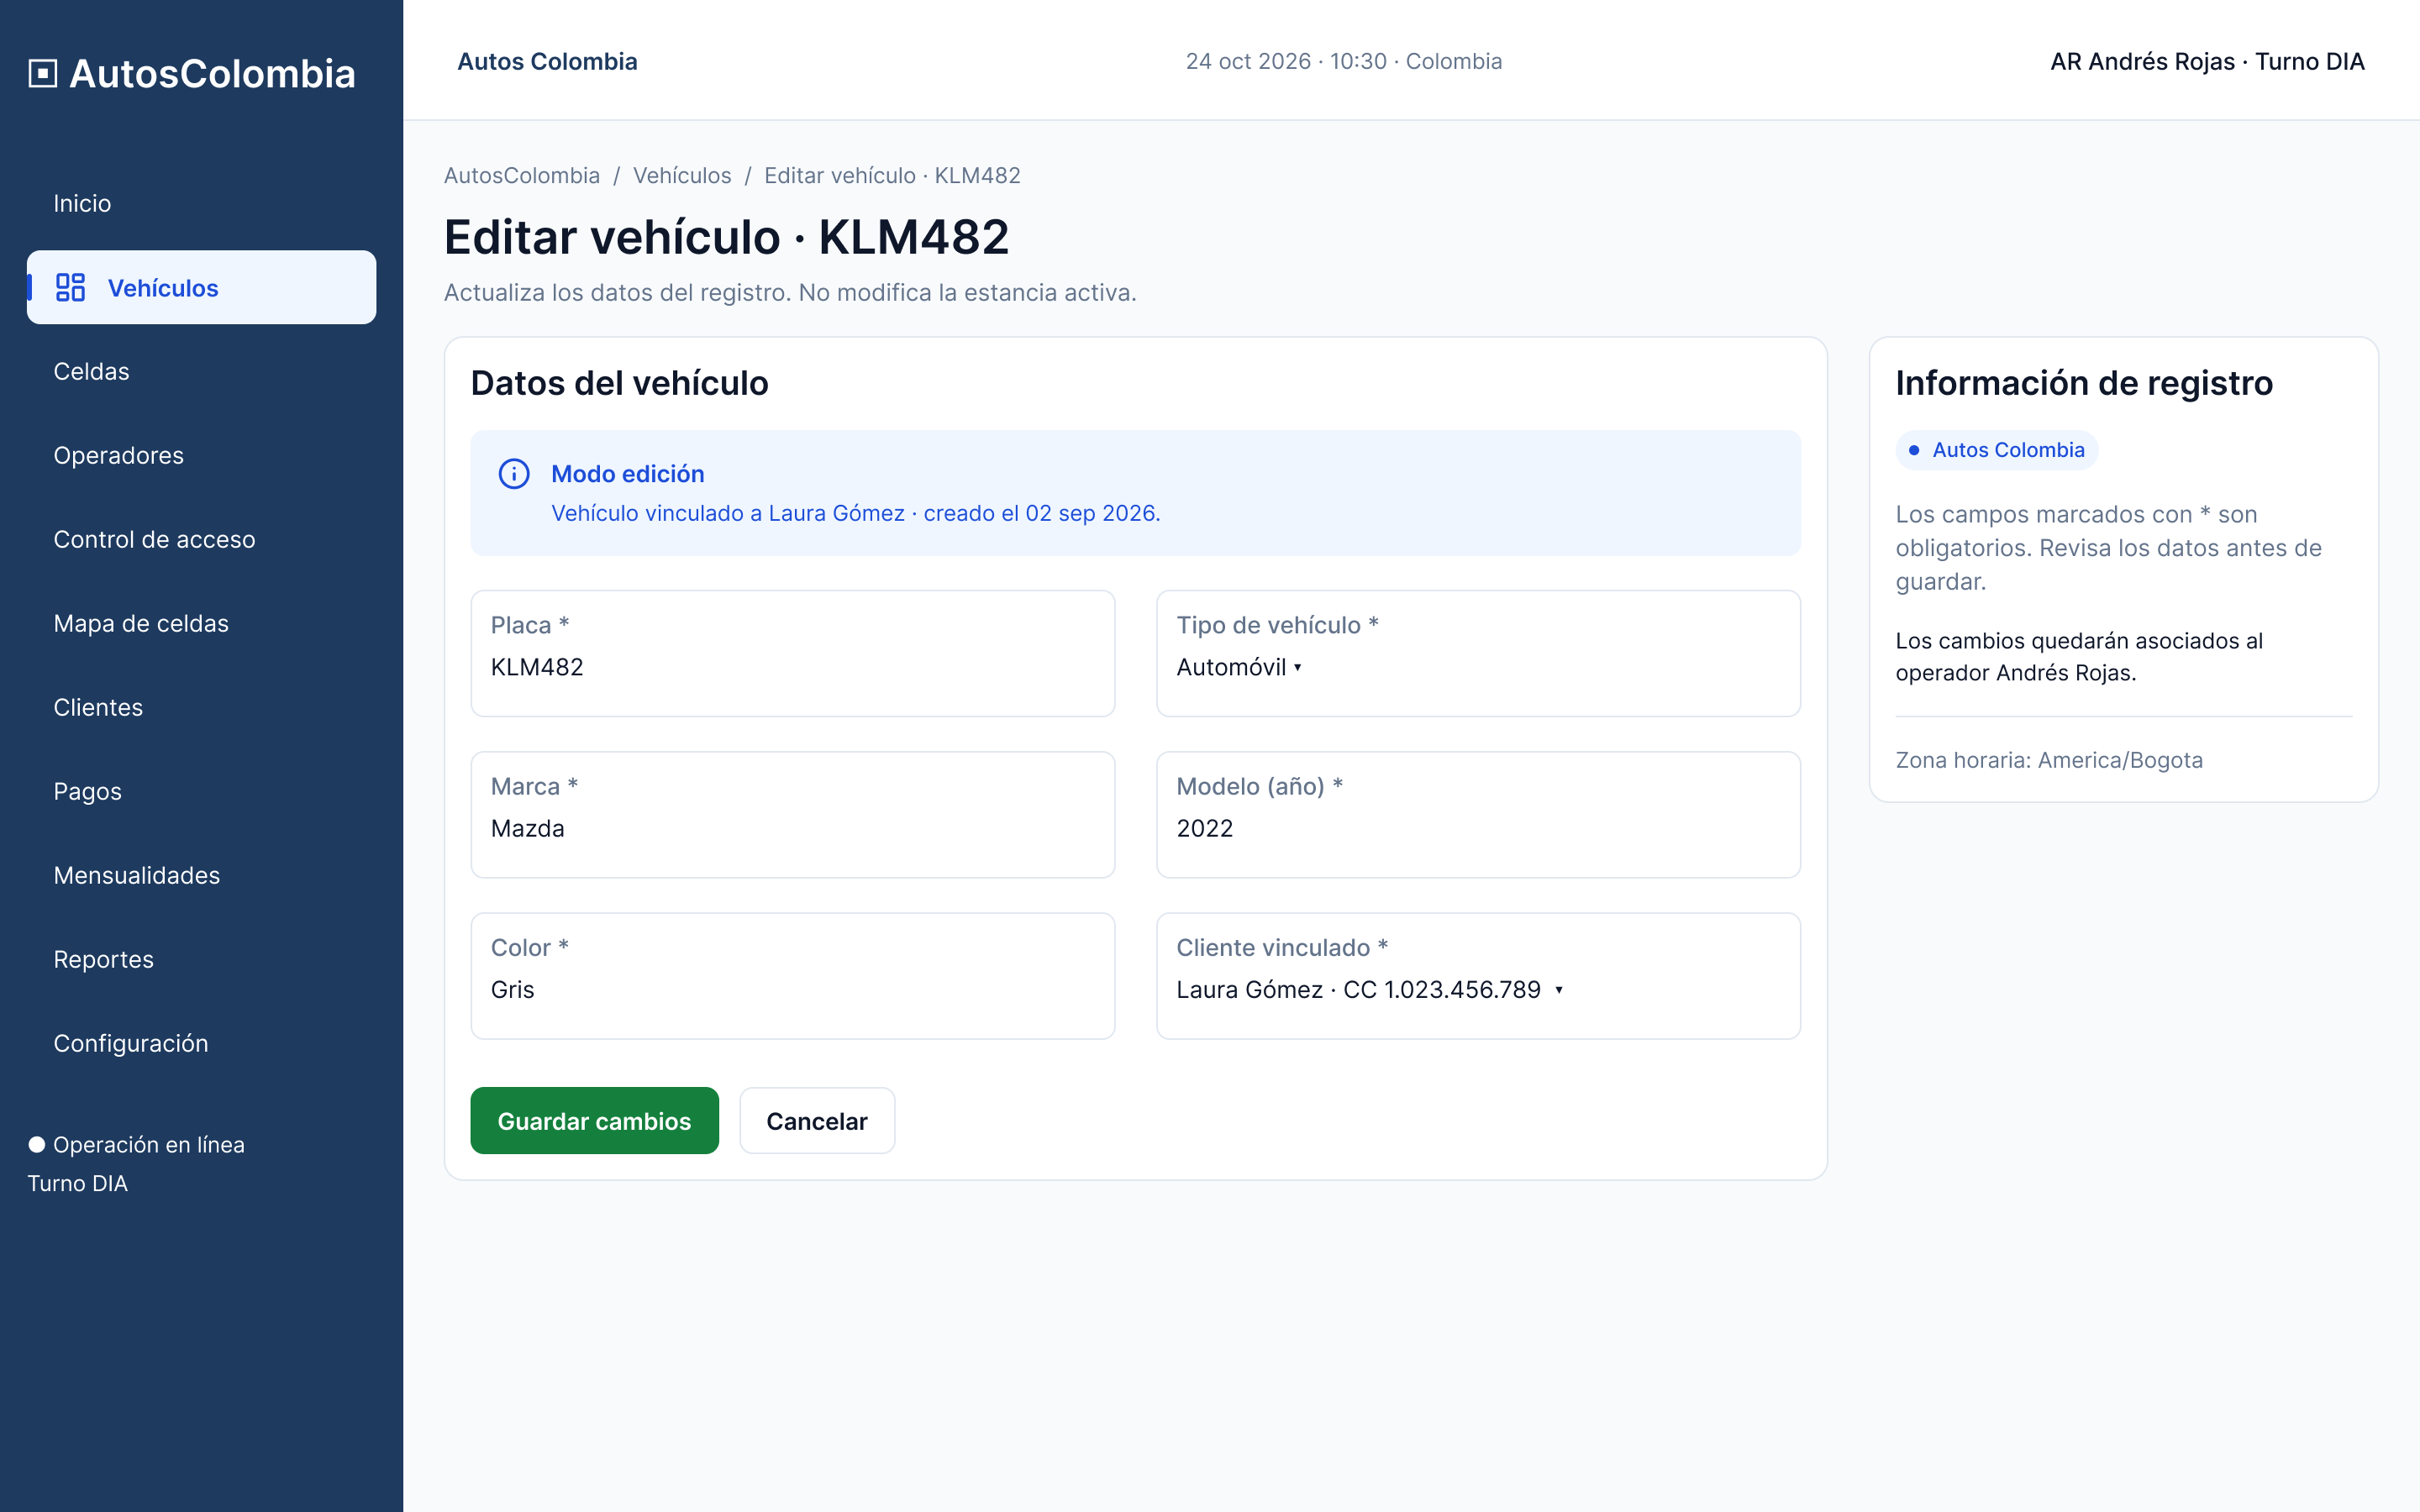 AutosColombia
Inicio
Vehículos
Celdas
Operadores
Control de acceso
Mapa de celdas
Clientes
Pagos
Mensualidades
Reportes
Configuración
Operación en línea
Turno DIA
Autos Colombia
24 oct 2026 · 10:30 · Colombia
AR Andrés Rojas · Turno DIA
AutosColombia / Vehículos / Editar vehículo · KLM482
Editar vehículo · KLM482
Actualiza los datos del registro. No modifica la estancia activa.
Datos del vehículo
Modo edición
Vehículo vinculado a Laura Gómez · creado el 02 sep 2026.
Placa *
KLM482
Tipo de vehículo *
Automóvil ▾
Marca *
Mazda
Modelo (año) *
2022
Color *
Gris
Cliente vinculado *
Laura Gómez · CC 1.023.456.789 ▾
Guardar cambios
Cancelar
Información de registro
Autos Colombia
Los campos marcados con * son
obligatorios. Revisa los datos antes de
guardar.
Los cambios quedarán asociados al
operador Andrés Rojas.
Zona horaria: America/Bogota